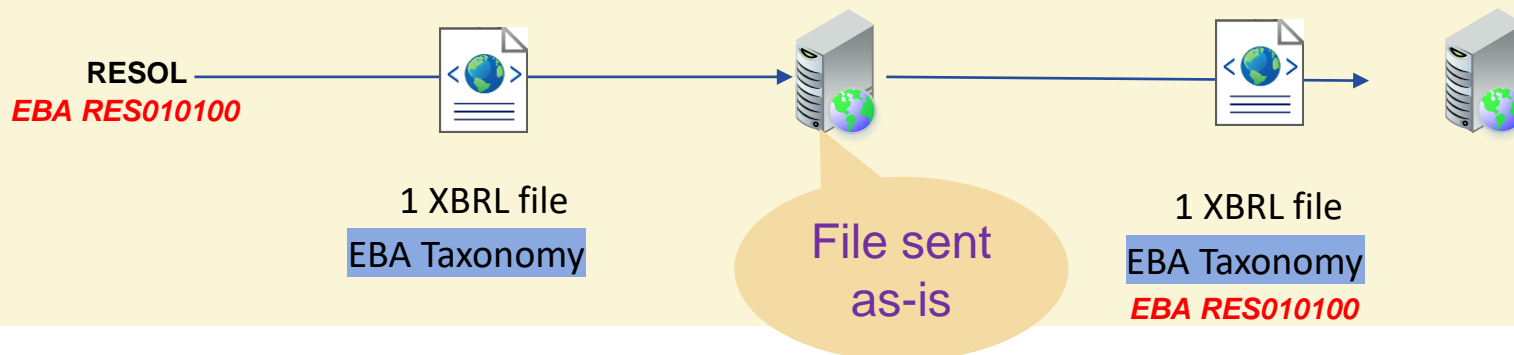 RESOL
EBA RES010100
1 XBRL file
EBA Taxonomy
File sent
as-is
1 XBRL file
EBA Taxonomy
EBA RES010100